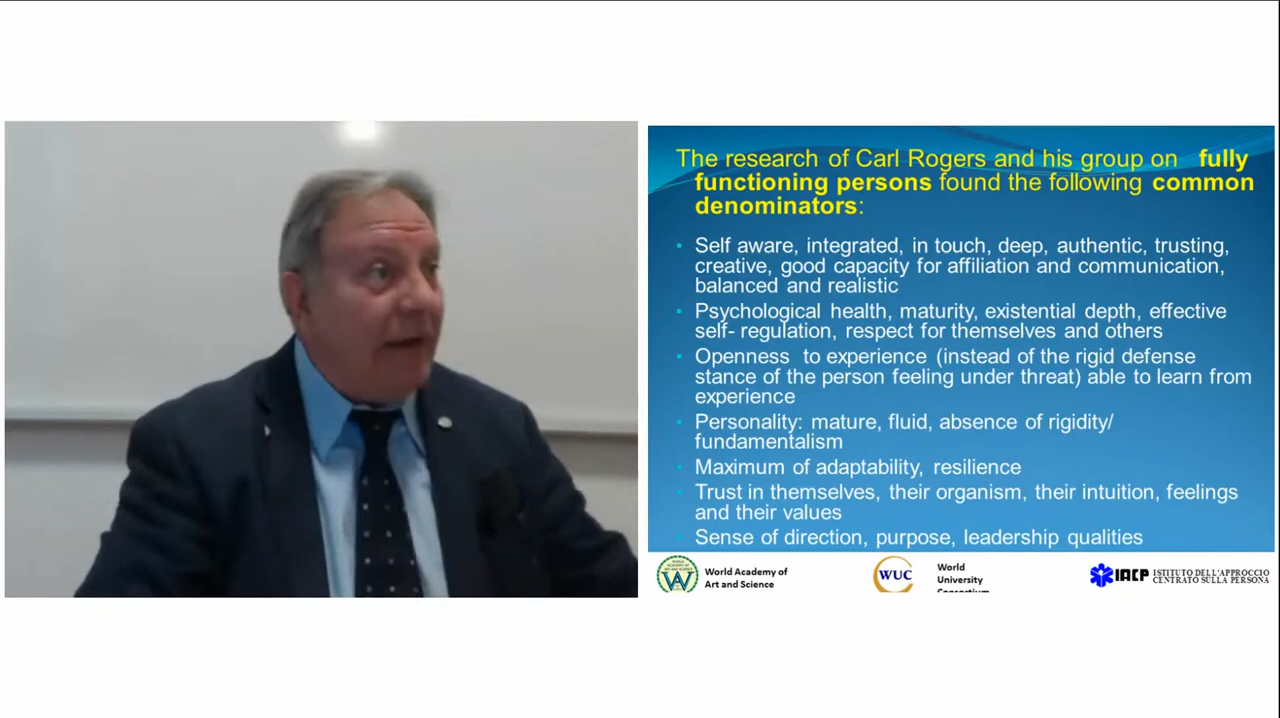 The research of Carl Rogers and his group on fully
functioning persons found the following common
denominators:
• Self aware, integrated, in touch, deep, authentic, trusting,
creative, good capacity for affiliation and communication,
balanced and realistic
• Psychological health, maturity, existential depth, effective
self- regulation, respect for themselves and others
• Openness to experience (instead of the rigid defense
stance of the person feeling under threat) able to learn from
experience
• Personality: mature, fluid, absence of rigidity/
fundamentalism
• Maximum of adaptability, resilience
• Trust in themselves, their organism, their intuition, feelings
and their values
• Sense of direction, purpose, leadership qualities
World Academy of
Art and Science
WUC
World
University
Consortium
IACP
ISTITUTO DELL'APPROCCIO
CENTRATO SULLA PERSONA